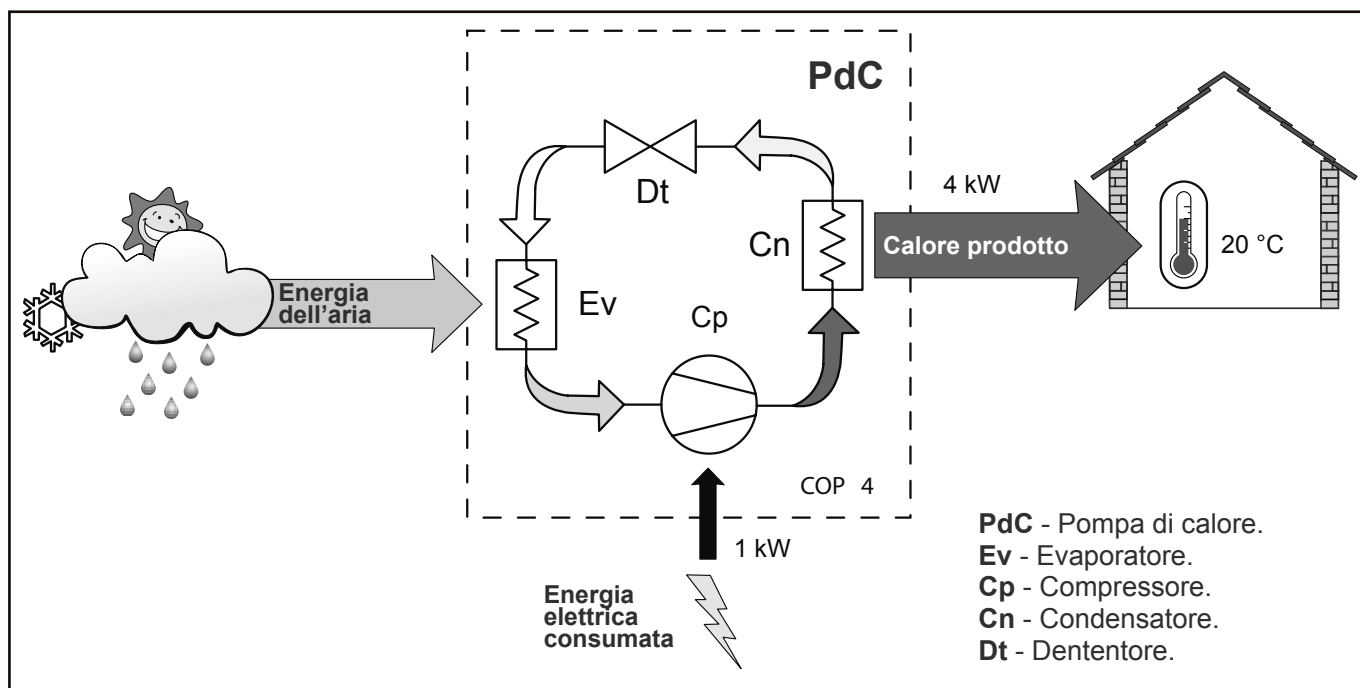 PdC
Dt
4 kW
Cn
Calore prodotto
20 °C
Energia
dell'aria
Ev
Cp
COP 4
1 kW
Energia
elettrica
consumata
PdC - Pompa di calore.
Ev - Evaporatore.
Cp - Compressore.
Cn - Condensatore.
Dt - Dententore.